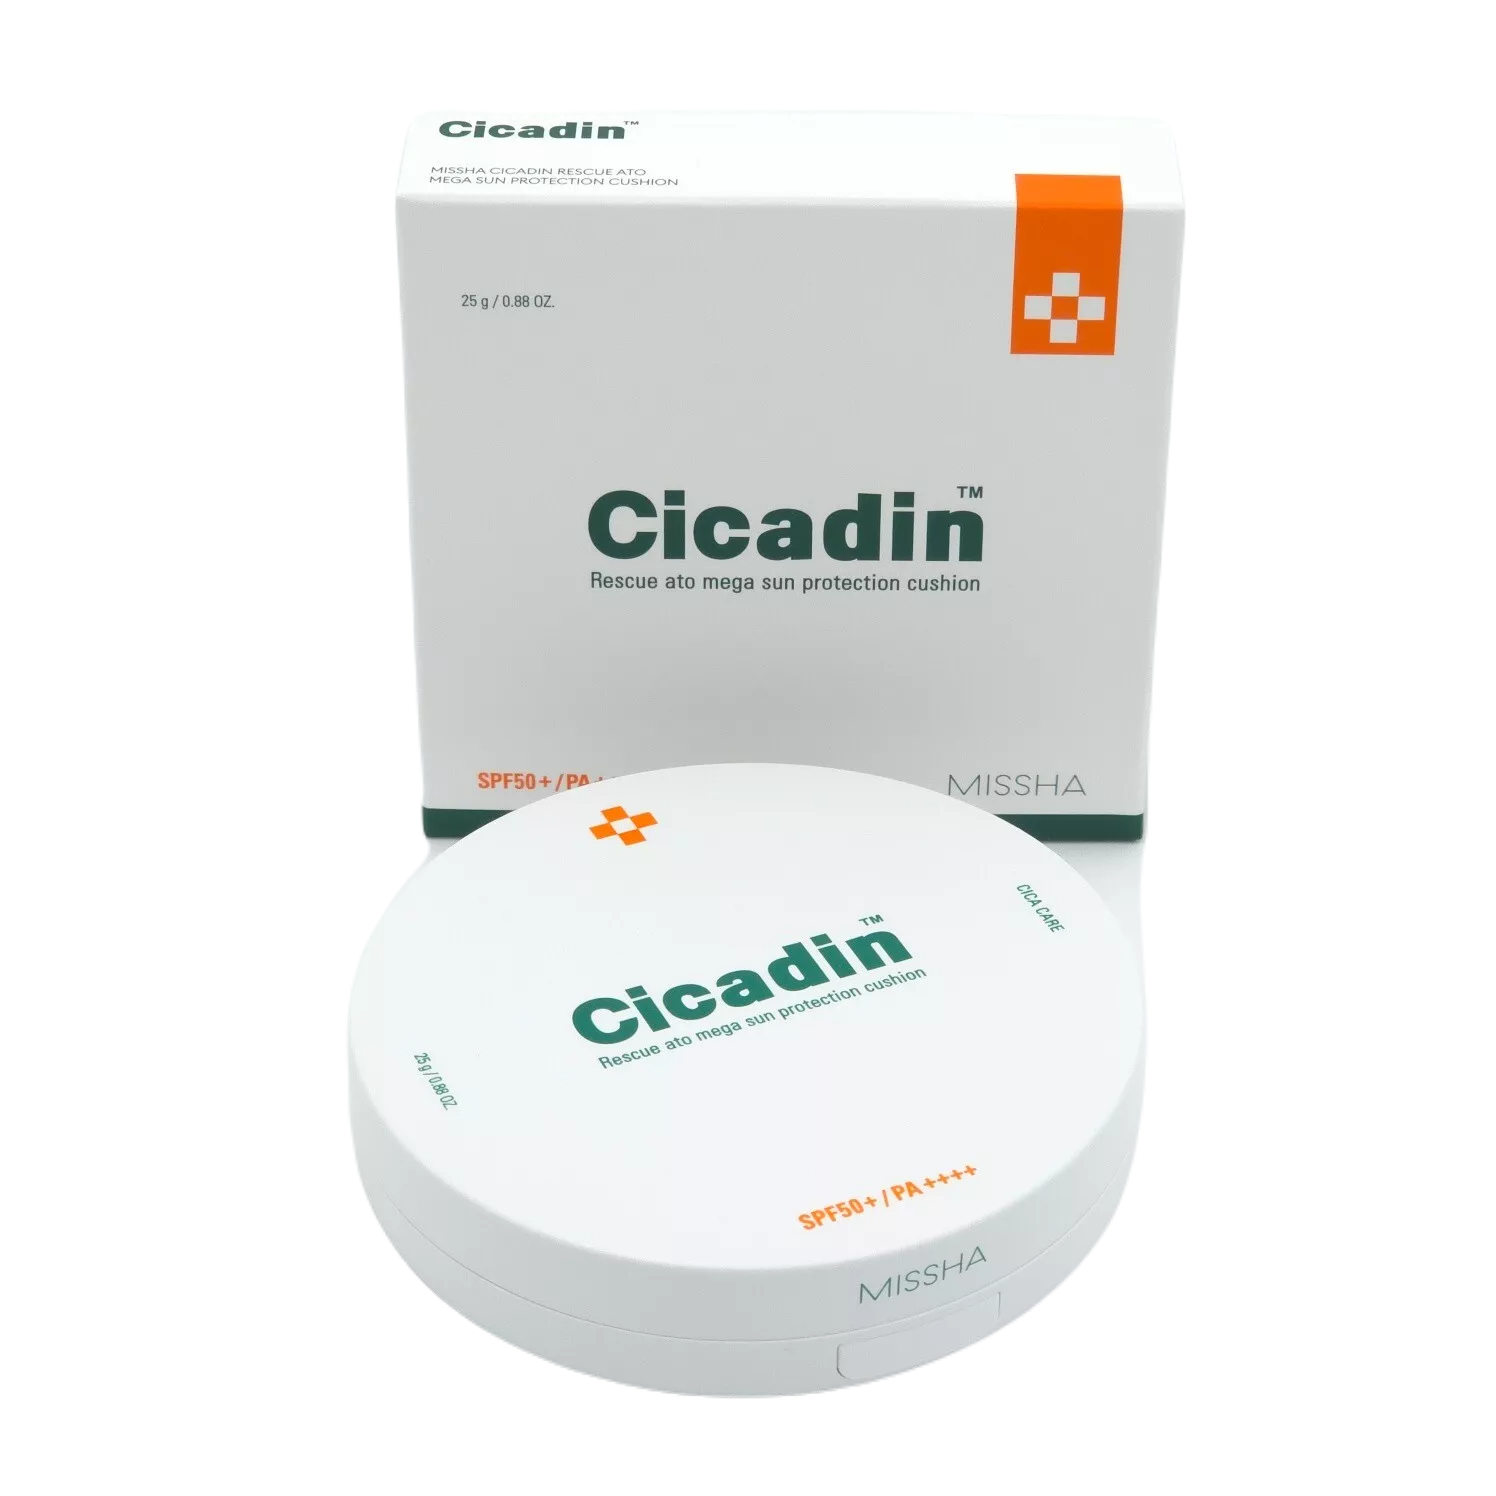 Cicadin™
MISSHA CICADIN RESCUE ATO
MEGA SUN PROTECTION CUSHION
25 g / 0.88 OZ.
Cicadin™
Rescue ato mega sun protection cushion
SPF50+/PA
MISSHA
CICA CARE
Cicadin™
Rescue ato mega sun protection cushion
25 g / 0.88 OZ.
SPF50+/PA++++
MISSHA